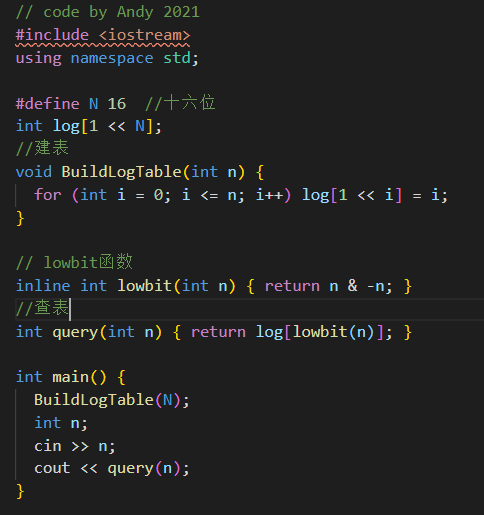 // code by Andy 2021
#include <iostream>
using namespace std;
#define N 16  //十六位
int log[1 << N];
//建表
void BuildLogTable(int n) {
  for (int i = 0; i <= n; i++) log[1 << i] = i;
}
// lowbit函数
inline int lowbit(int n) { return n & -n; }
//查表
int query(int n) { return log[lowbit(n)]; }
int main() {
  BuildLogTable(N);
  int n;
  cin >> n;
  cout << query(n);
}